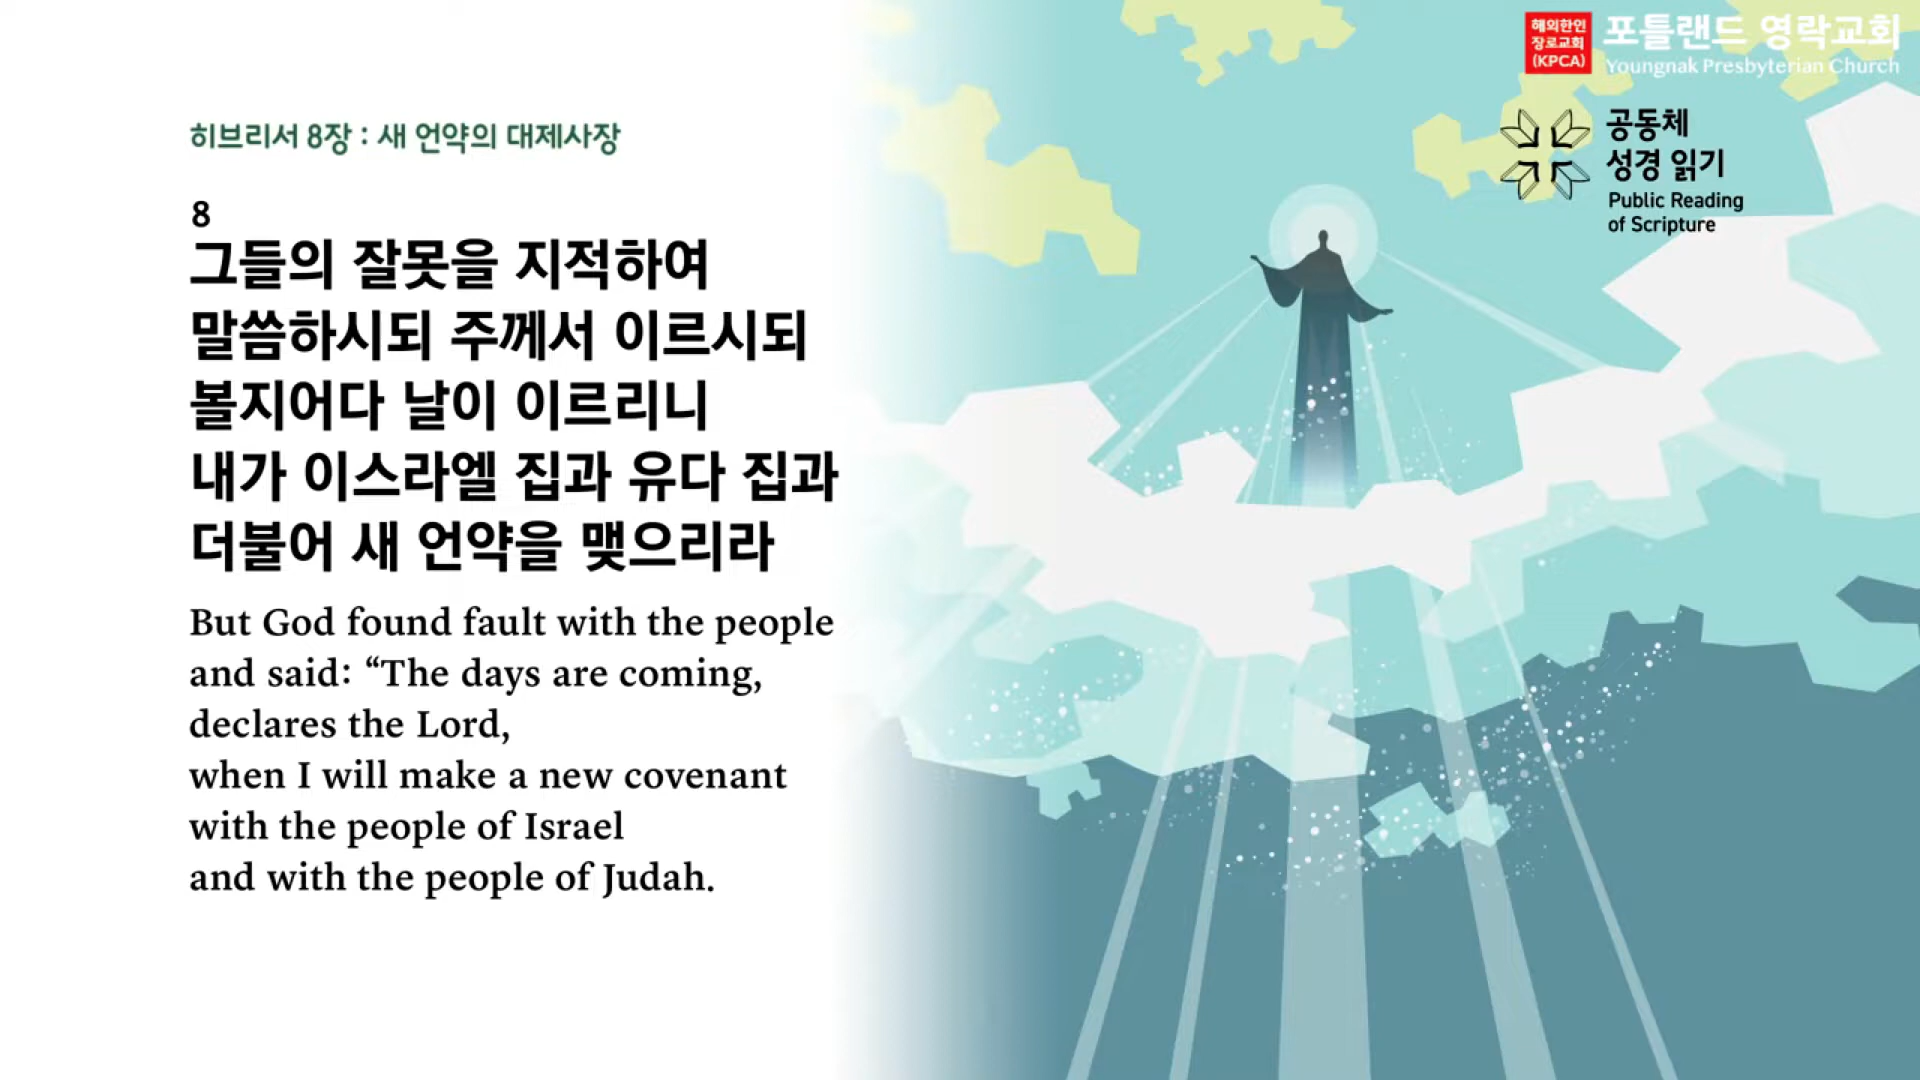 해외한인
장로교회
(KPCA)
포틀랜드 영락교회
Youngnak Presbyterian Church
공동체
성경 읽기
Public Reading
of Scripture
히브리서 8장 : 새 언약의 대제사장
8
그들의 잘못을 지적하여
말씀하시되 주께서 이르시되
볼지어다 날이 이르리니
내가 이스라엘 집과 유다 집과
더불어 새 언약을 맺으리라
But God found fault with the people
and said: “The days are coming,
declares the Lord,
when I will make a new covenant
with the people of Israel
and with the people of Judah.